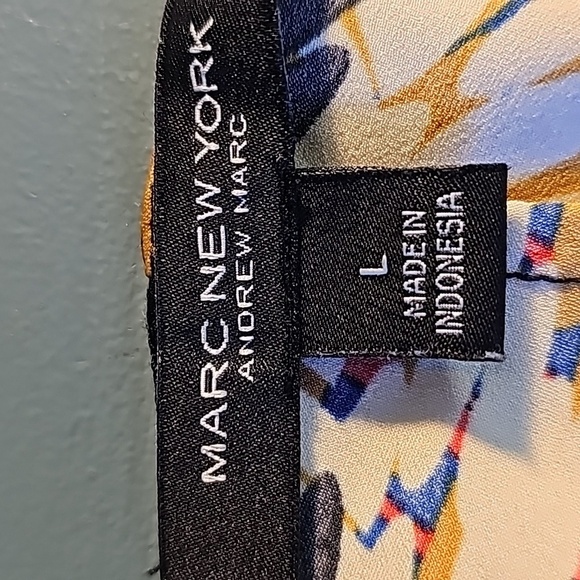 MARC NEW YORK
ANDREW MARC
L
MADE IN
INDONESIA